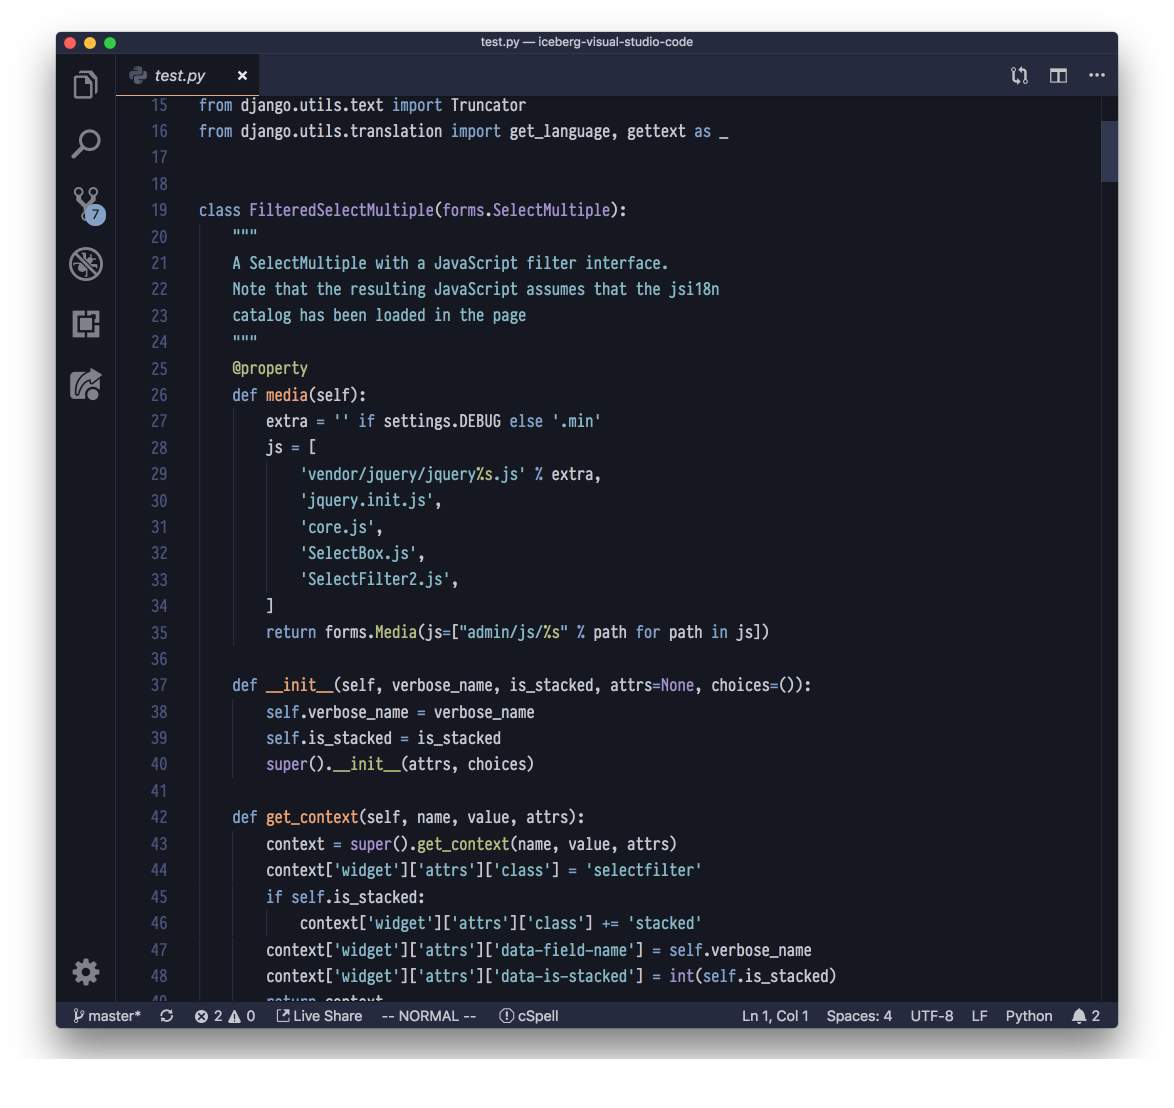 test.py — iceberg-visual-studio-code
test.py ×
15 from django.utils.text import Truncator
16 from django.utils.translation import get_language, gettext as _
17
18
19 class FilteredSelectMultiple(forms.SelectMultiple):
20 """
21 A SelectMultiple with a JavaScript filter interface.
22 Note that the resulting JavaScript assumes that the jsi18n
23 catalog has been loaded in the page
24 """
25 @property
26 def media(self):
27 extra = '' if settings.DEBUG else '.min'
28 js = [
29 'vendor/jquery/jquery%s.js' % extra,
30 'jquery.init.js',
31 'core.js',
32 'SelectBox.js',
33 'SelectFilter2.js',
34 ]
35 return forms.Media(js=["admin/js/%s" % path for path in js])
36
37 def __init__(self, verbose_name, is_stacked, attrs=None, choices=()):
38 self.verbose_name = verbose_name
39 self.is_stacked = is_stacked
40 super().__init__(attrs, choices)
41
42 def get_context(self, name, value, attrs):
43 context = super().get_context(name, value, attrs)
44 context['widget']['attrs']['class'] = 'selectfilter'
45 if self.is_stacked:
46 context['widget']['attrs']['class'] += 'stacked'
47 context['widget']['attrs']['data-field-name'] = self.verbose_name
48 context['widget']['attrs']['data-is-stacked'] = int(self.is_stacked)
49 return context
7
master* 2 0 Live Share -- NORMAL -- cSpell Ln 1, Col 1 Spaces: 4 UTF-8 LF Python 2